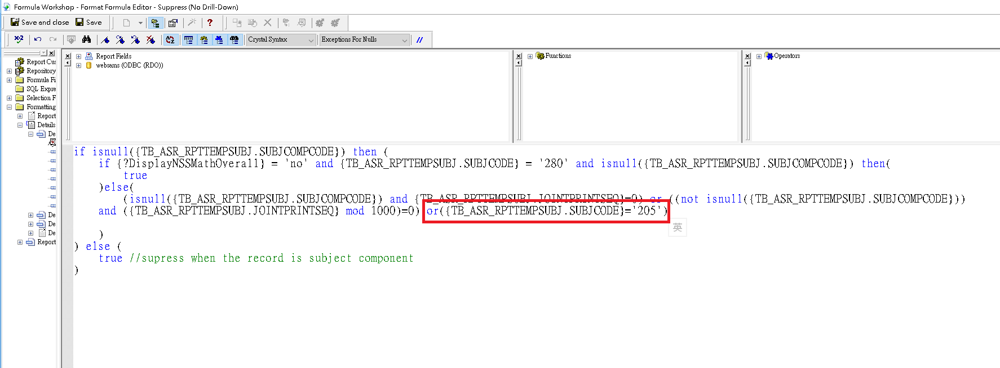 Formula Workshop - Format Formula Editor - Suppress (No Drill-Down)
Save and close Save
Crystal Syntax Exceptions For Nulls
Report Cus
Repository
Formula Fi
SQL Expre
Selection F
Formatting
Report
Details
De
De
De
De
Report
Report Fields
websams (ODBC (RDO))
Functions
Operators
if isnull({TB_ASR_RPTTEMPSUBJ.SUBJCOMPCODE}) then (
if {?DisplayNSSMathOverall} = 'no' and {TB_ASR_RPTTEMPSUBJ.SUBJCODE} = '280' and isnull({TB_ASR_RPTTEMPSUBJ.SUBJCOMPCODE}) then(
true
)else(
(isnull({TB_ASR_RPTTEMPSUBJ.SUBJCOMPCODE}) and {TB_ASR_RPTTEMPSUBJ.JOINTPRINTSEQ}=0) or ((not isnull({TB_ASR_RPTTEMPSUBJ.SUBJCOMPCODE}))
and ({TB_ASR_RPTTEMPSUBJ.JOINTPRINTSEQ} mod 1000)=0) or({TB_ASR_RPTTEMPSUBJ.SUBJCODE}='205')
英
)
) else (
true //supress when the record is subject component
)